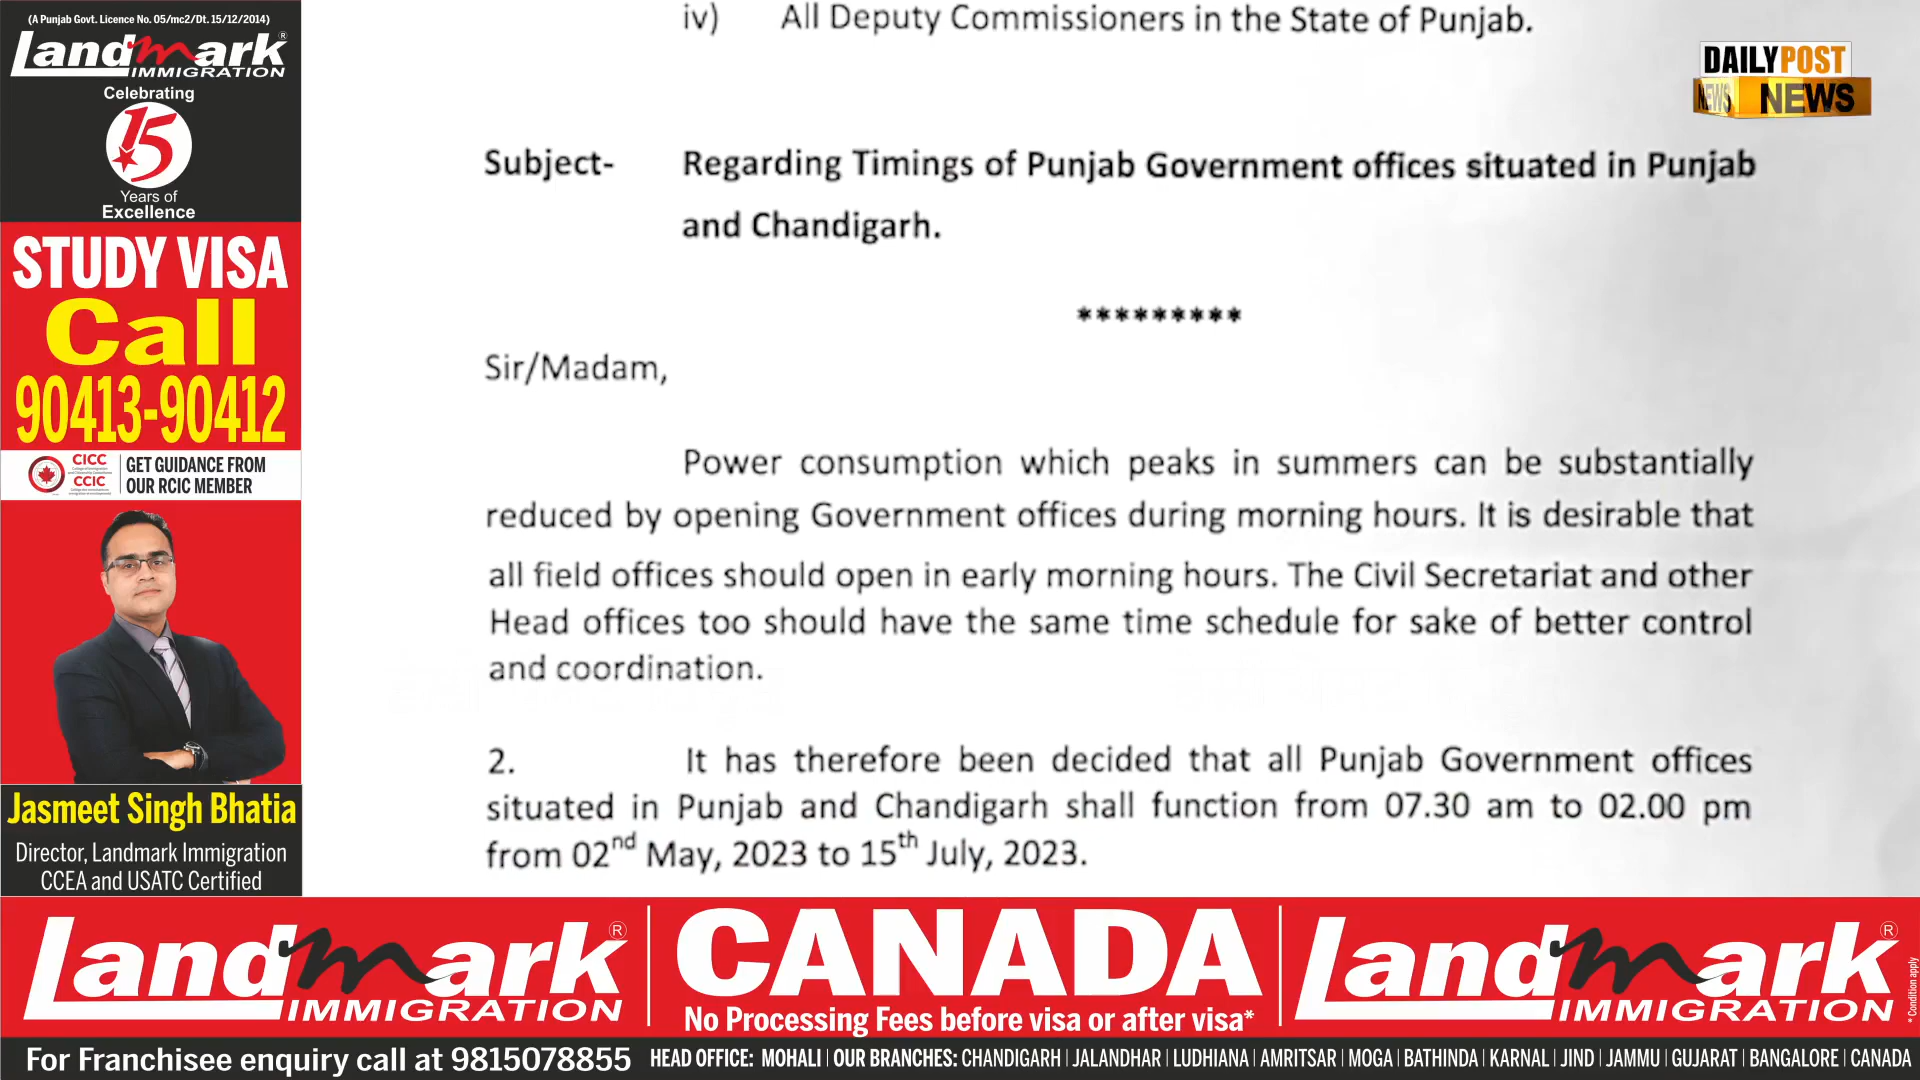 (A Punjab Govt. Licence No. 05/mc2/Dt. 15/12/2014)
Landmark®
IMMIGRATION
Celebrating
15
Years of
Excellence
STUDY VISA
Call
90413-90412
CICC
CCIC
GET GUIDANCE FROM
OUR RCIC MEMBER
Jasmeet Singh Bhatia
Director, Landmark Immigration
CCEA and USATC Certified
iv) All Deputy Commissioners in the State of Punjab.
DAILYPOST
NEWS NEWS
Subject- Regarding Timings of Punjab Government offices situated in Punjab
and Chandigarh.
*********
Sir/Madam,
Power consumption which peaks in summers can be substantially
reduced by opening Government offices during morning hours. It is desirable that
all field offices should open in early morning hours. The Civil Secretariat and other
Head offices too should have the same time schedule for sake of better control
and coordination.
2. It has therefore been decided that all Punjab Government offices
situated in Punjab and Chandigarh shall function from 07.30 am to 02.00 pm
from 02nd May, 2023 to 15th July, 2023.
Landmark®
IMMIGRATION
CANADA
No Processing Fees before visa or after visa*
Landmark®
IMMIGRATION
* Condition apply
For Franchisee enquiry call at 9815078855
HEAD OFFICE: MOHALI | OUR BRANCHES: CHANDIGARH | JALANDHAR | LUDHIANA | AMRITSAR | MOGA | BATHINDA | KARNAL | JIND | JAMMU | GUJARAT | BANGALORE | CANADA